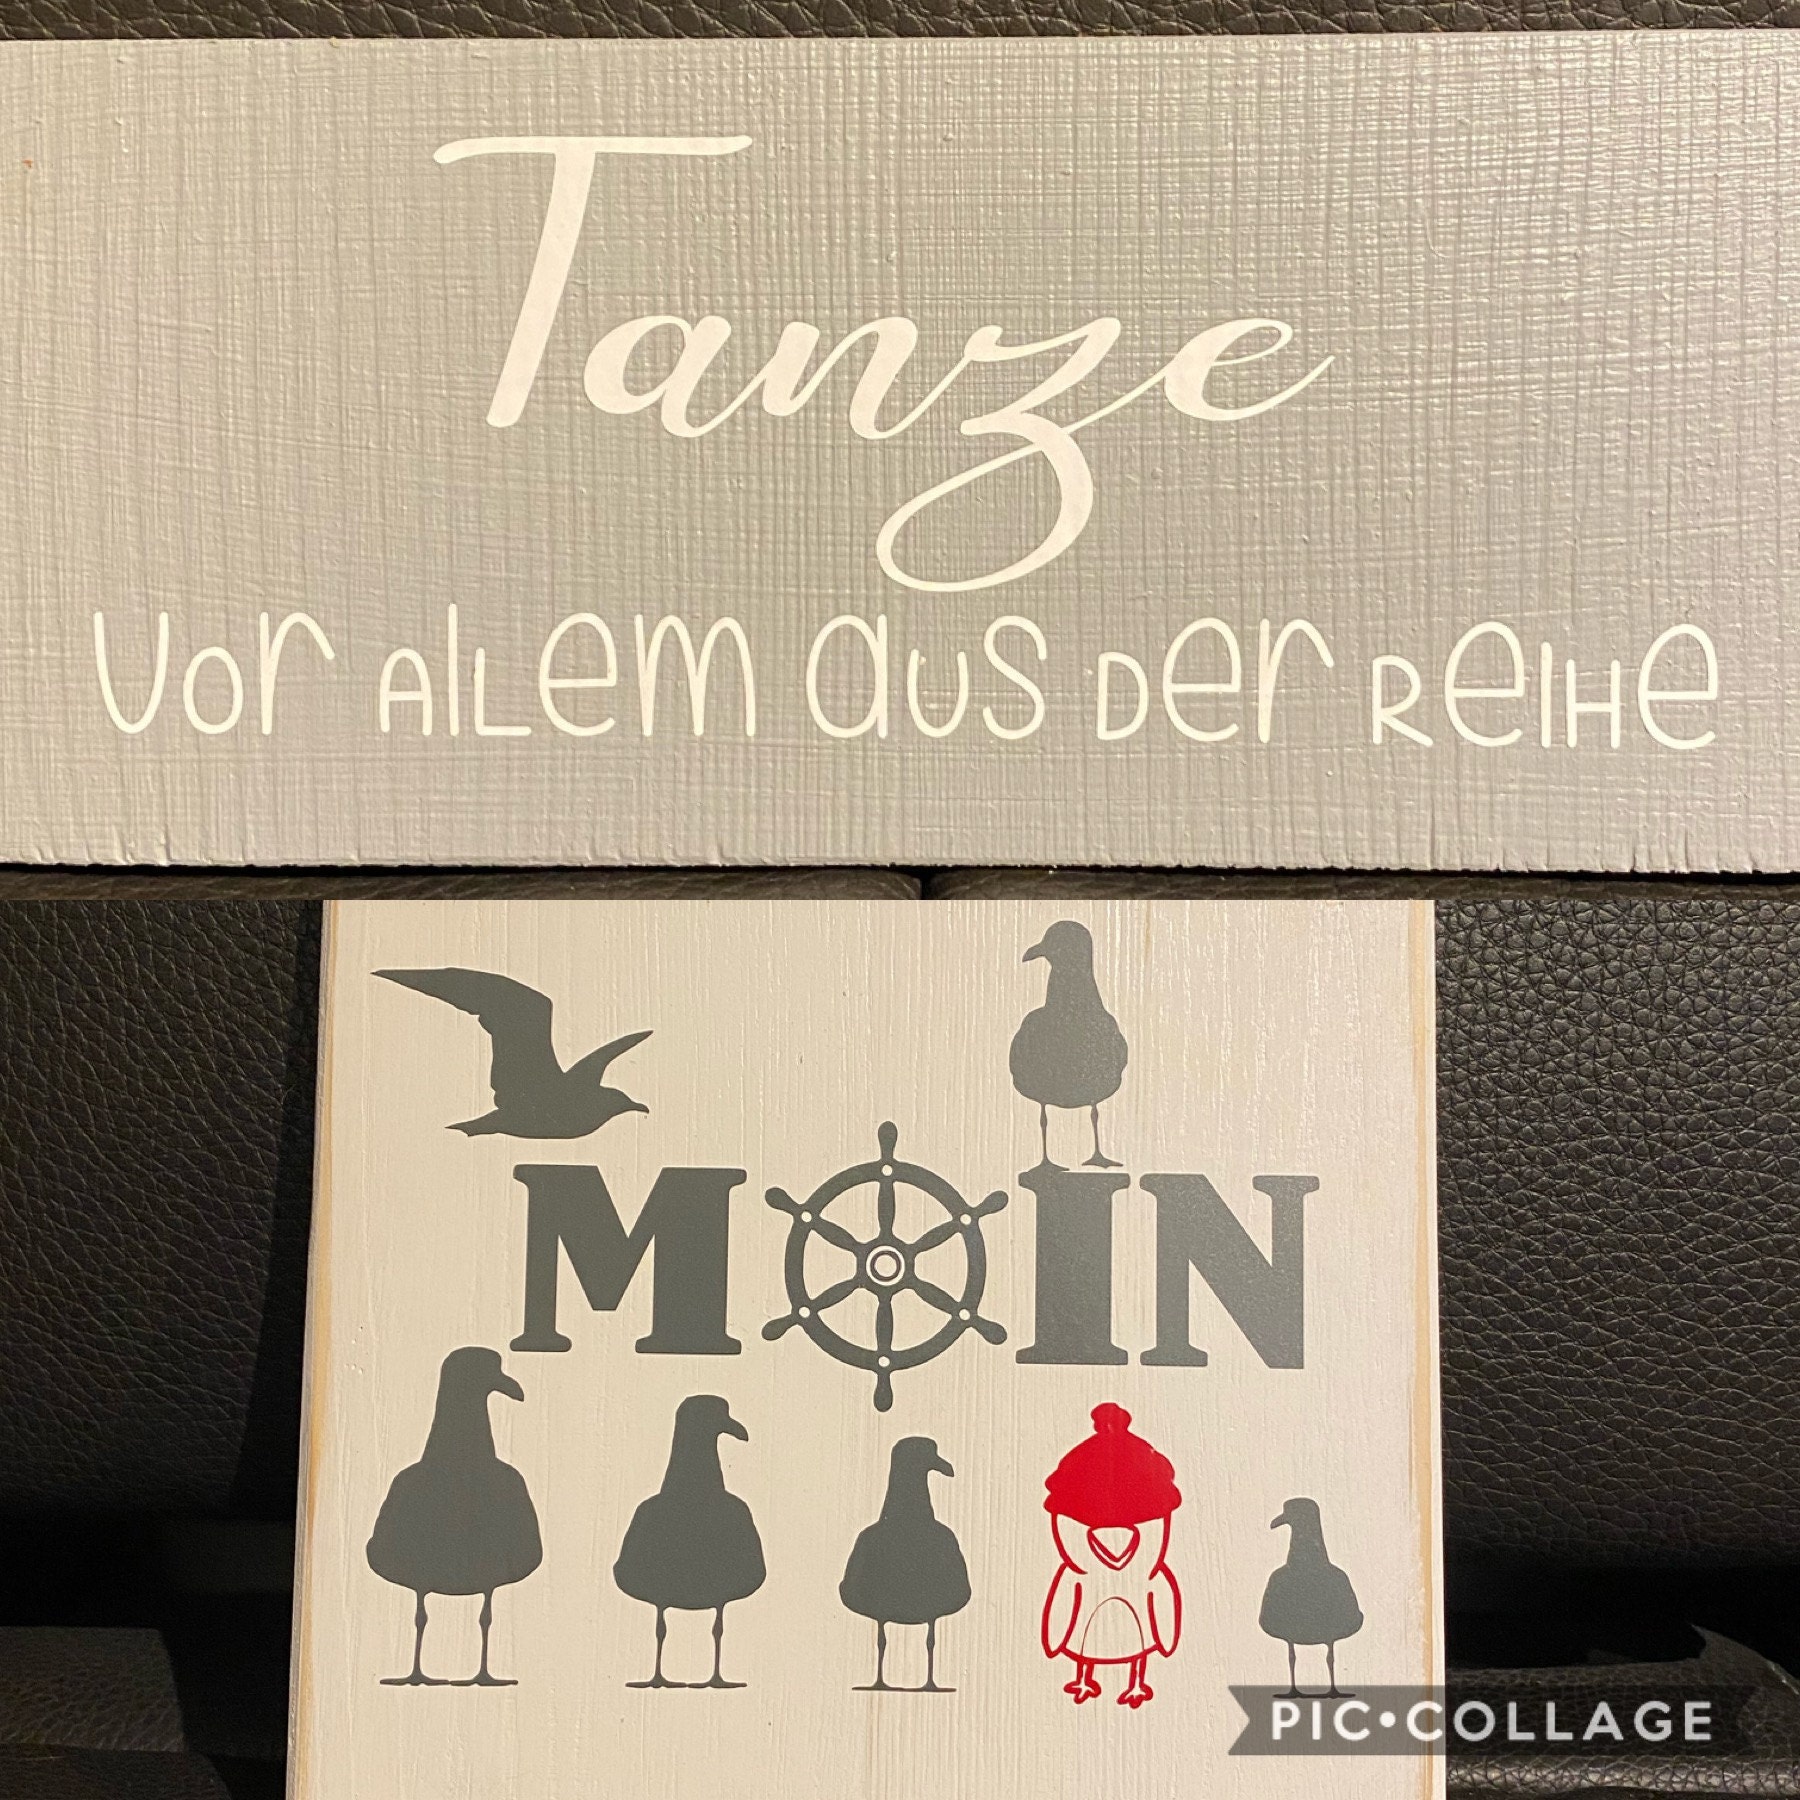 Tanze
vor allem aus der Reihe
MOIN
PIC•COLLAGE